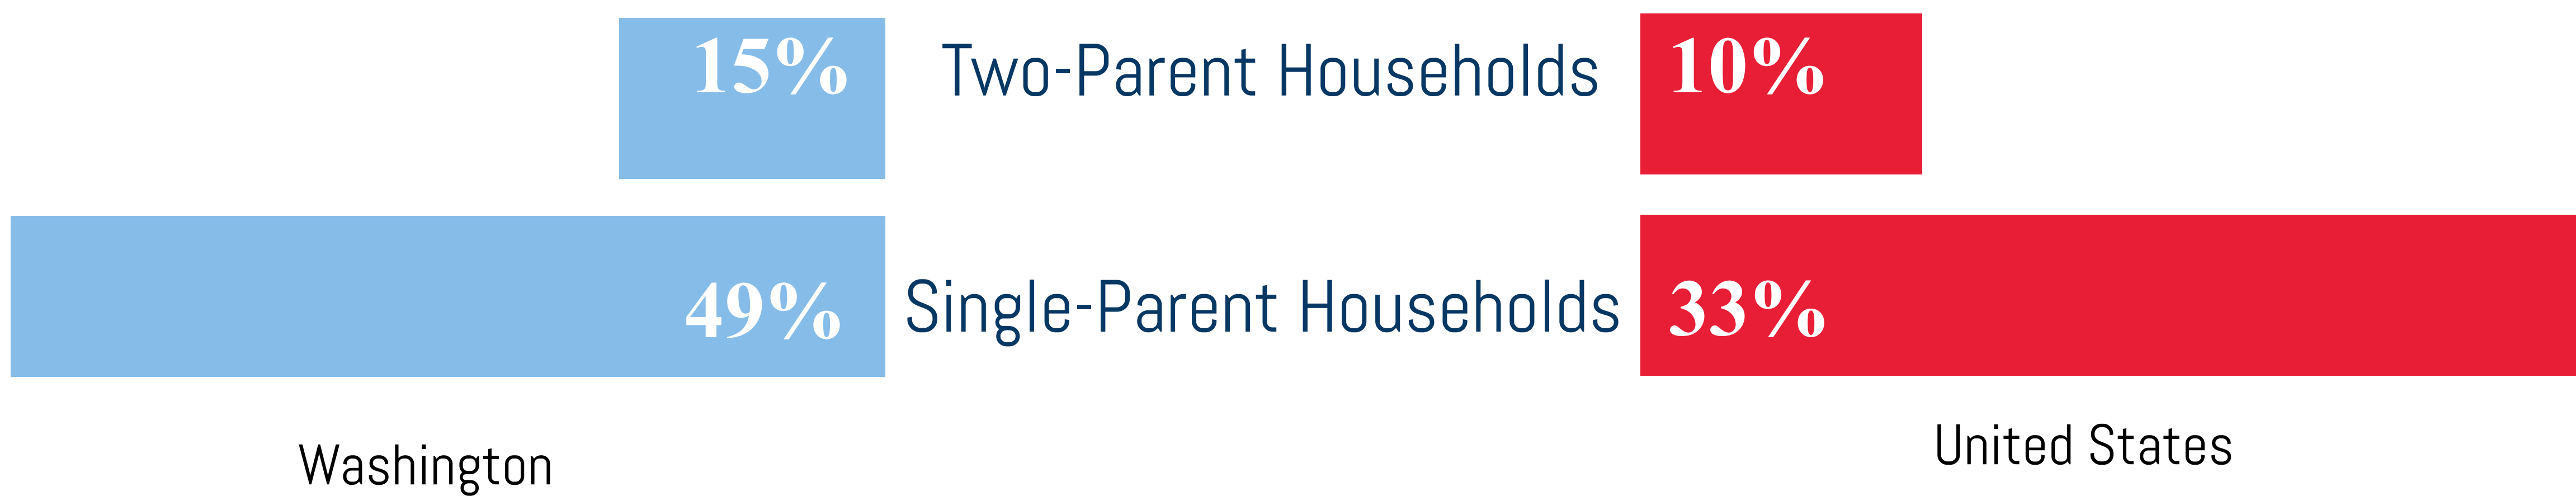 15% Two-Parent Households 10%
49% Single-Parent Households 33%
Washington United States